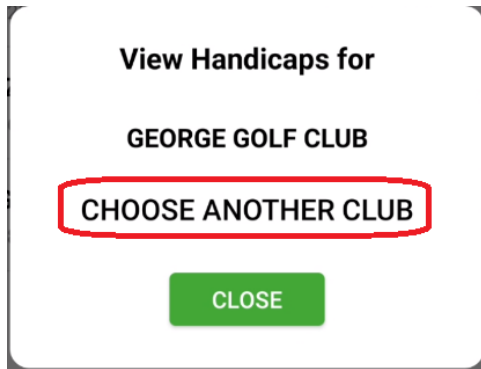 View Handicaps for
GEORGE GOLF CLUB
CHOOSE ANOTHER CLUB
CLOSE